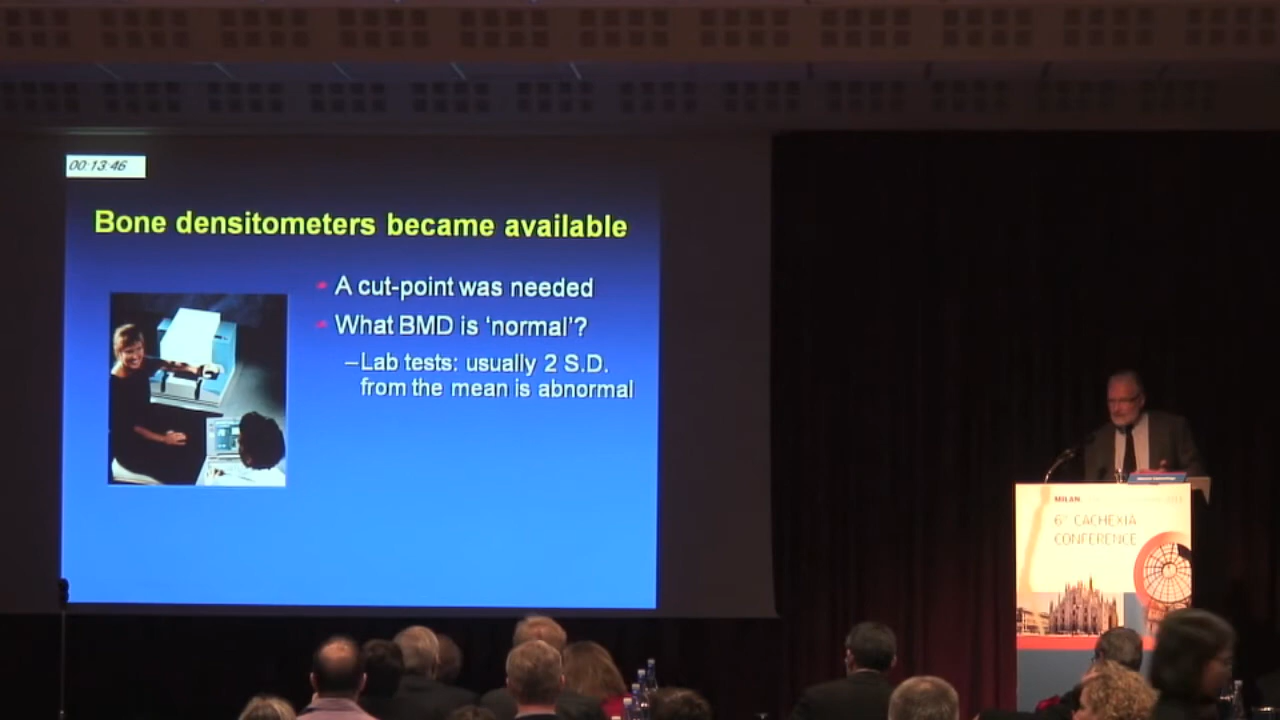 00:13:46
Bone densitometers became available
A cut-point was needed
What BMD is ‘normal’?
–Lab tests: usually 2 S.D.
from the mean is abnormal
MILAN
6th CACHEXIA
CONFERENCE